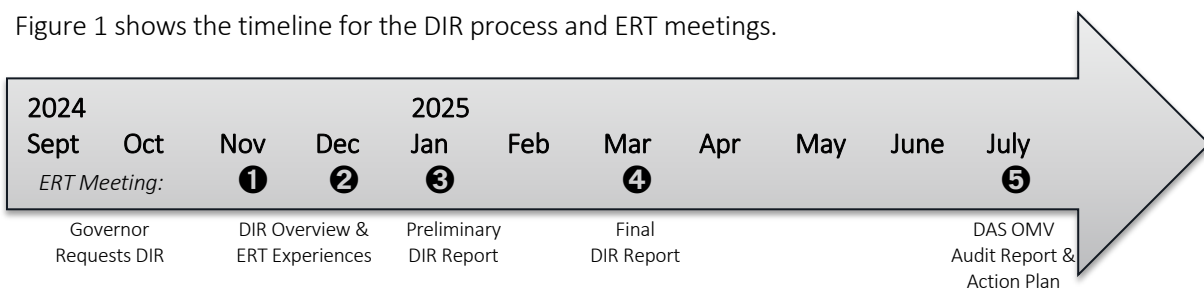 Figure 1 shows the timeline for the DIR process and ERT meetings.
2024 2025
Sept Oct Nov Dec Jan Feb Mar Apr May June July
ERT Meeting: ❶ ❷ ❸ ❹ ❺
Governor DIR Overview & Preliminary Final DAS OMV
Requests DIR ERT Experiences DIR Report DIR Report Audit Report &
Action Plan